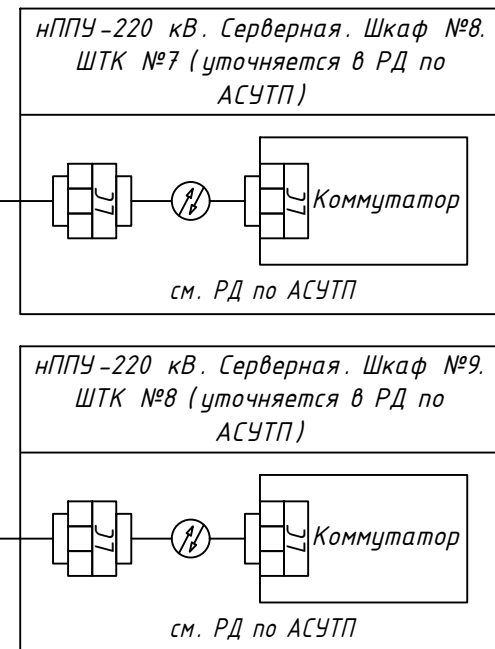 нППУ-220 кВ. Серверная. Шкаф №8.
ШТК №7 (уточняется в РД по
АСУТП)
LC
LC
Коммутатор
см. РД по АСУТП
нППУ-220 кВ. Серверная. Шкаф №9.
ШТК №8 (уточняется в РД по
АСУТП)
LC
LC
Коммутатор
см. РД по АСУТП